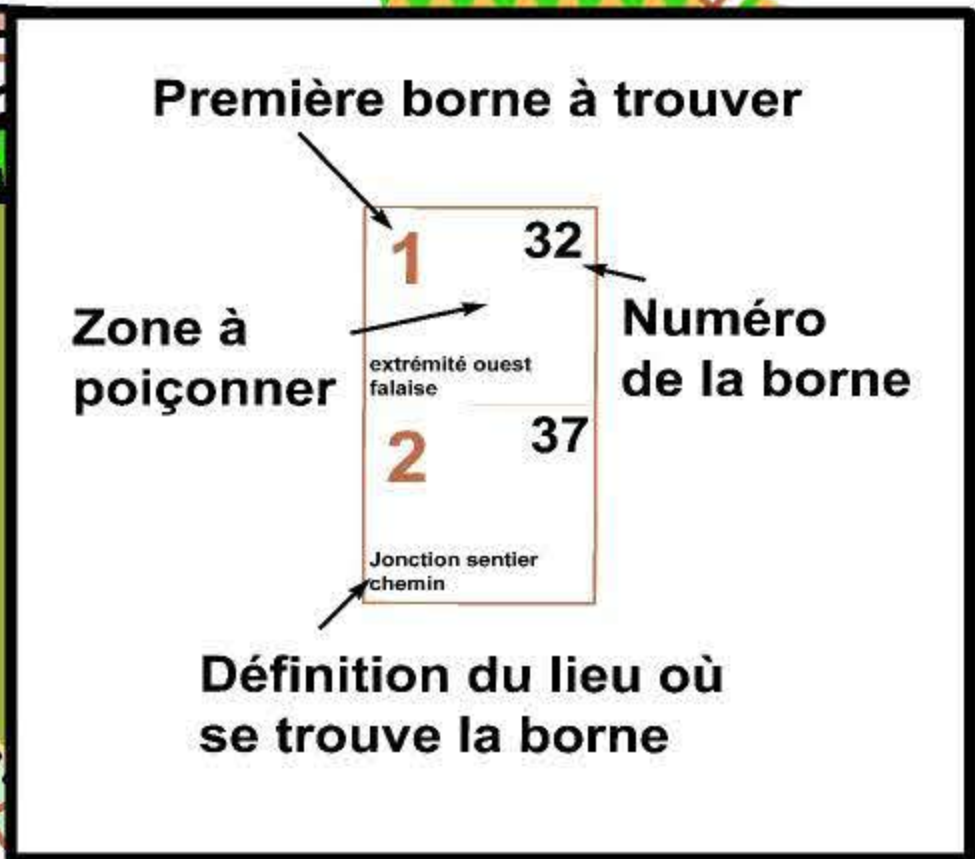 Première borne à trouver
1 32
Zone à
poiçonner
extrémité ouest
falaise
Numéro
de la borne
2 37
Jonction sentier
chemin
Définition du lieu où
se trouve la borne